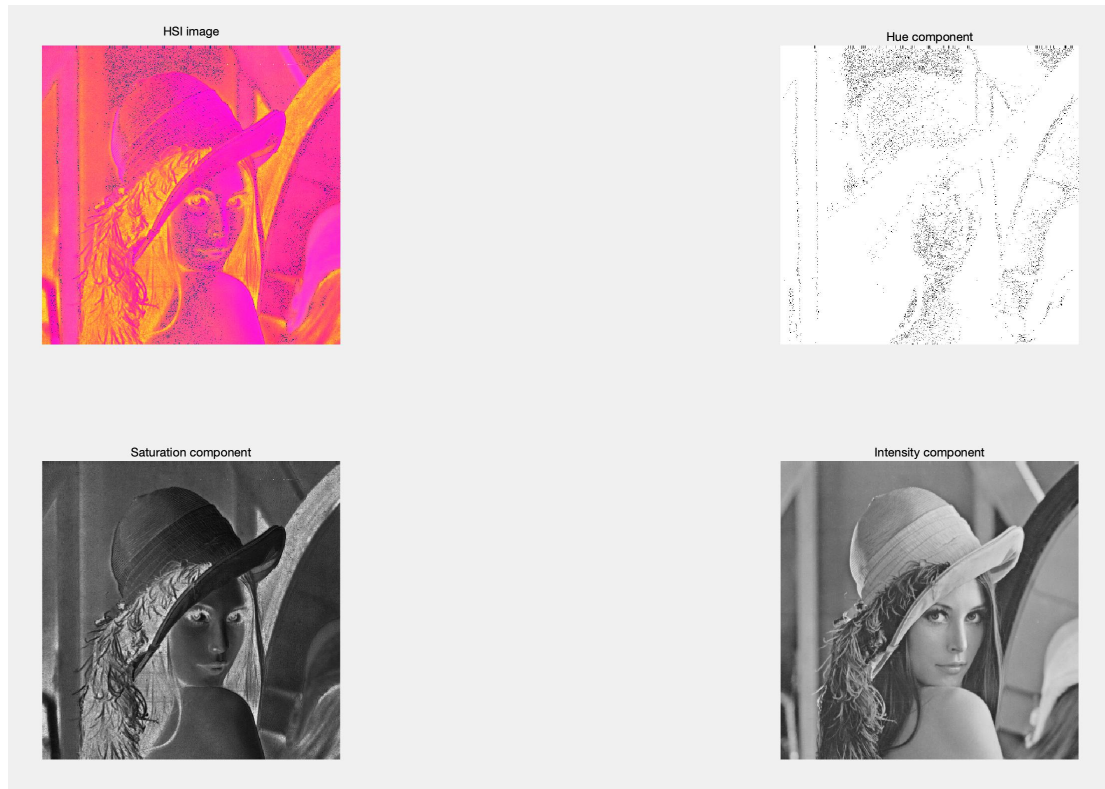 HSI image
Hue component
Saturation component
Intensity component